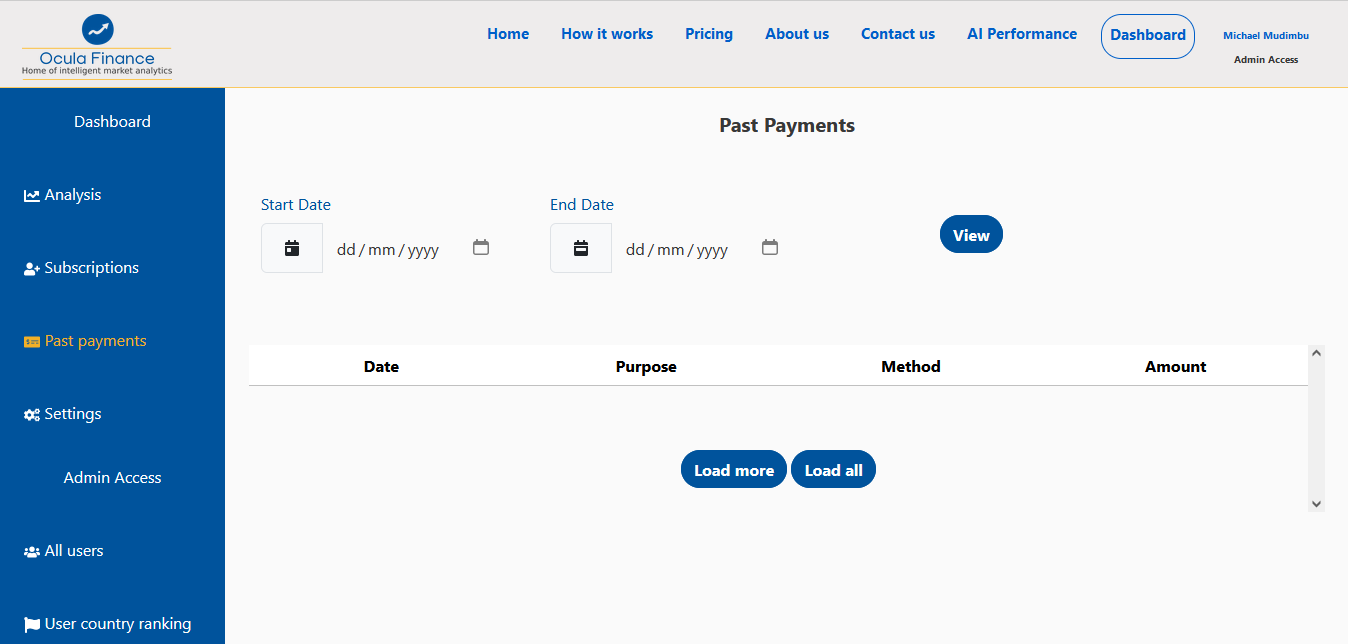 Home How it works Pricing About us Contact us AI Performance Dashboard Michael Mudimbu
Admin Access
Ocula Finance
Home of intelligent market analytics
Dashboard
Analysis
Subscriptions
Past payments
Settings
Admin Access
All users
User country ranking
Past Payments
Start Date End Date
dd/mm/yyyy dd/mm/yyyy
View
Date Purpose Method Amount
Load more Load all